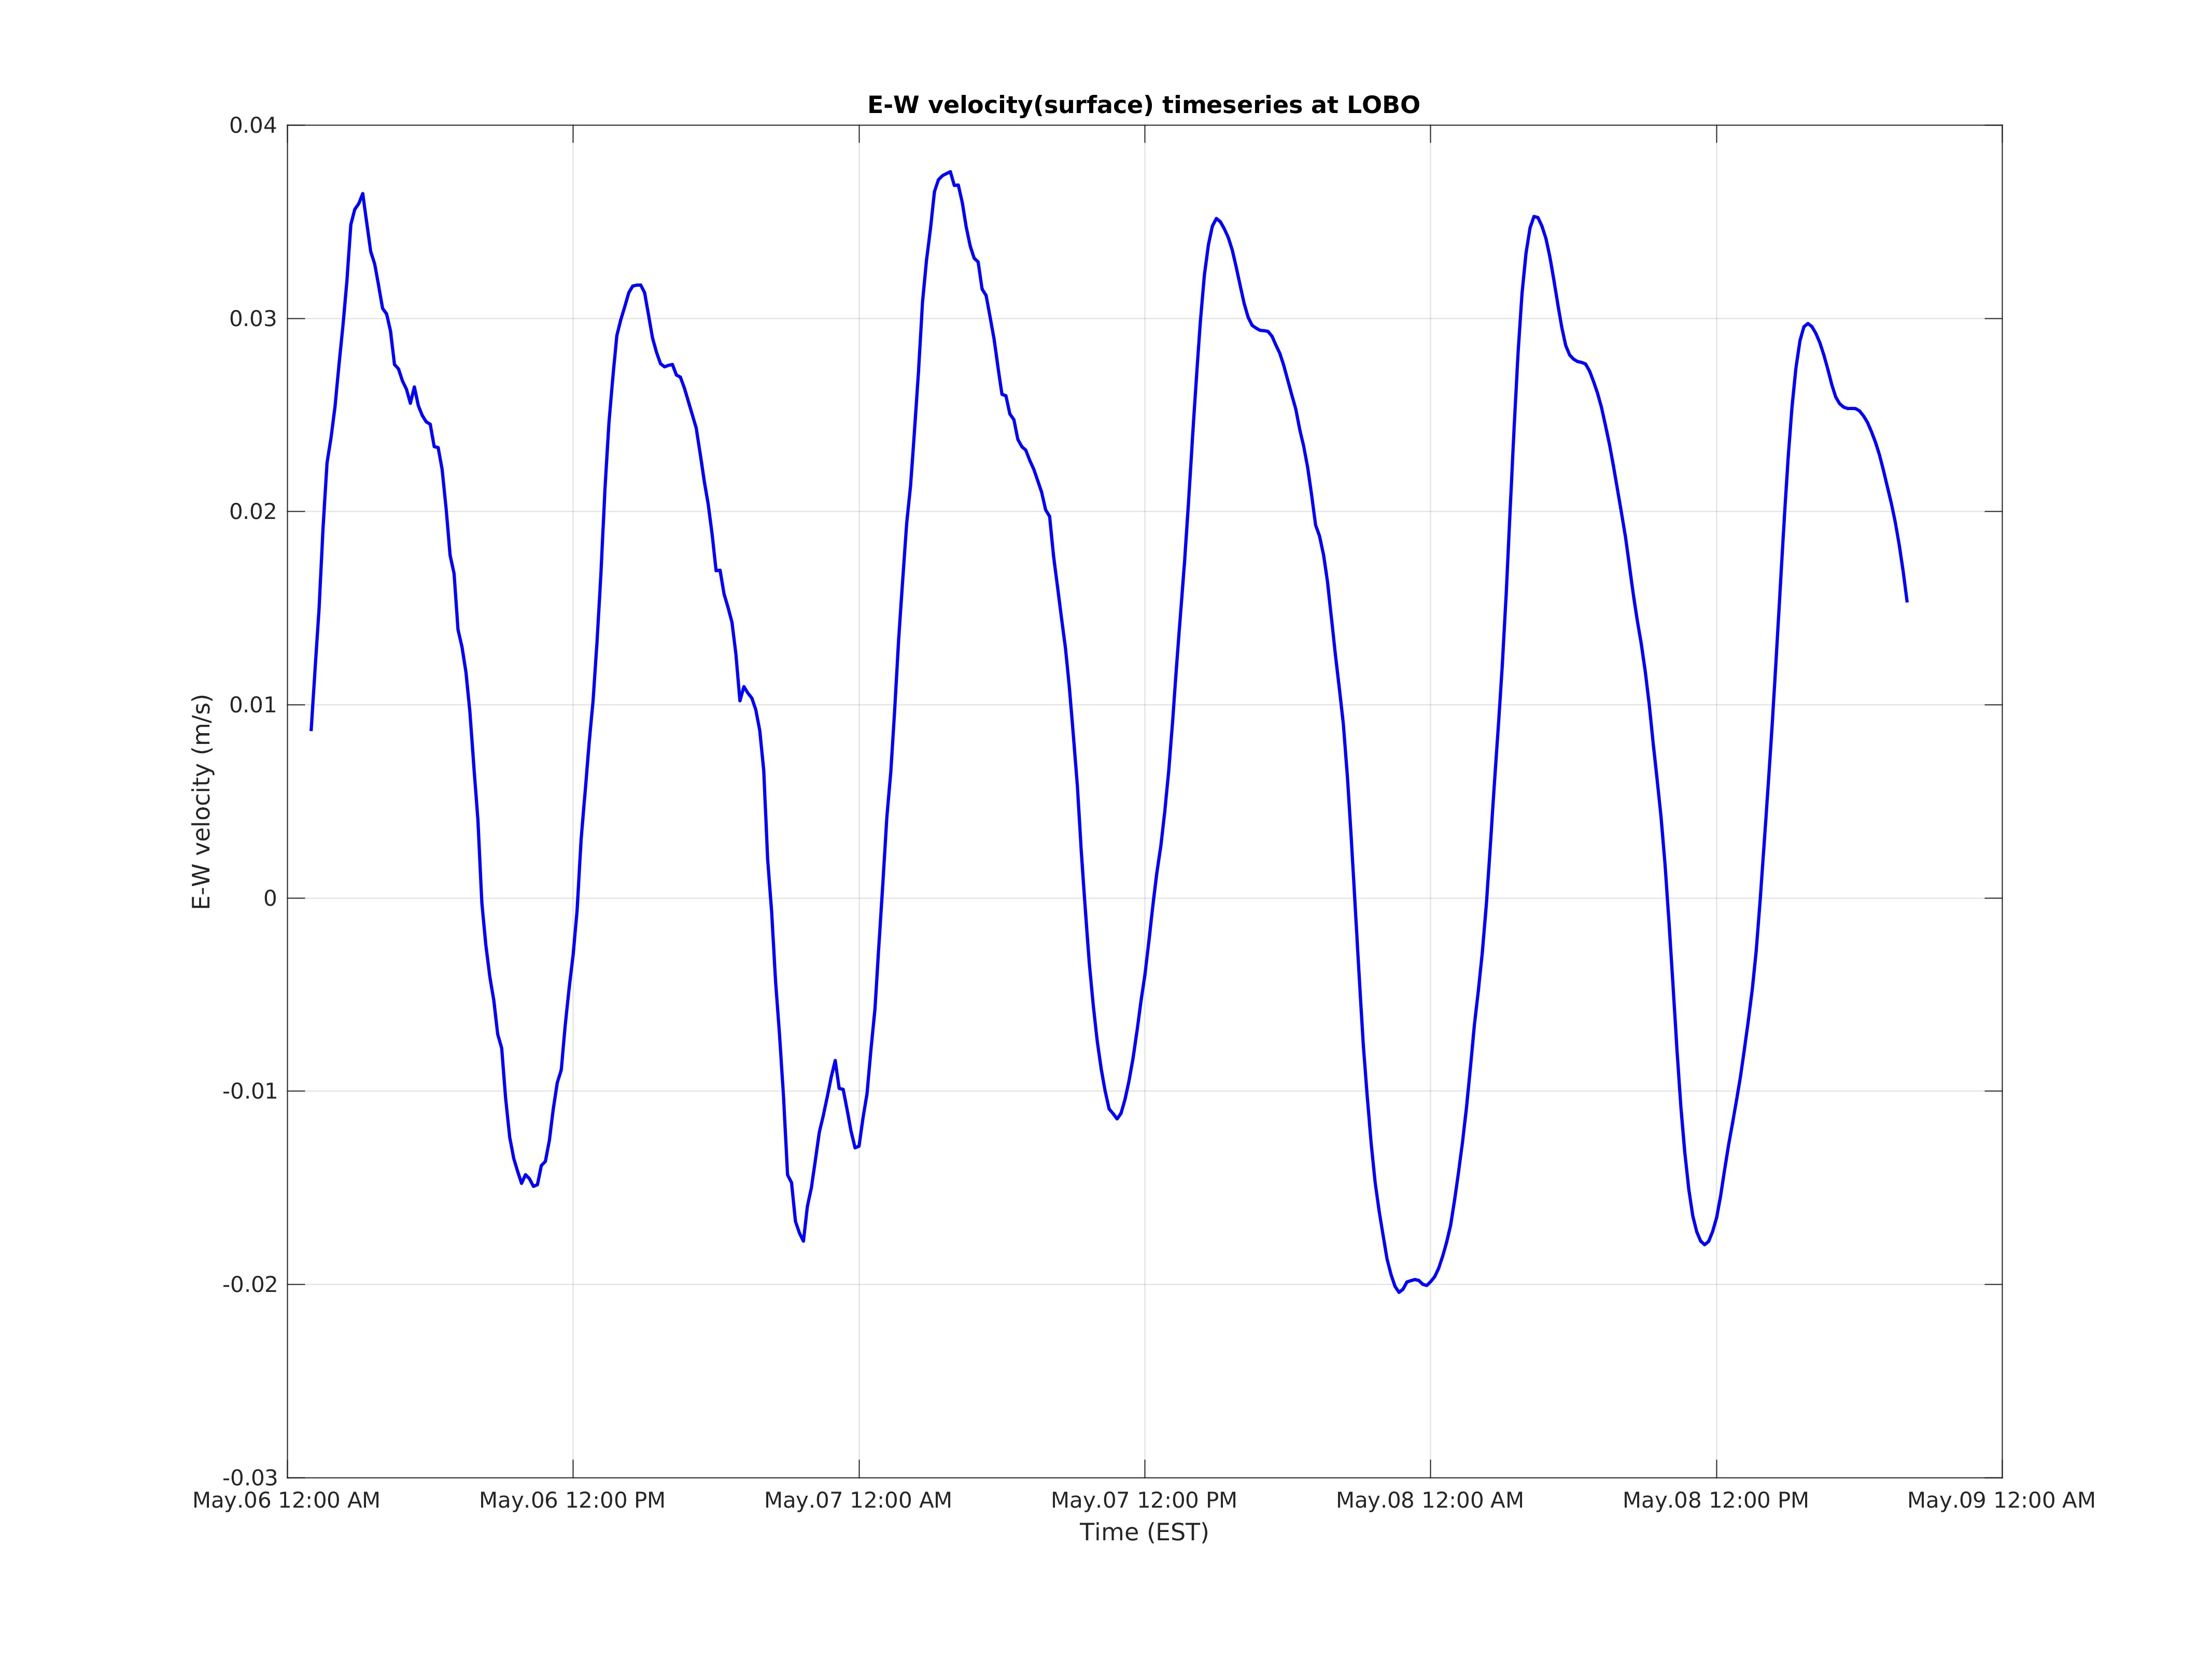 E-W velocity(surface) timeseries at LOBO
0.04
0.03
0.02
0.01
0
-0.01
-0.02
-0.03
E-W velocity (m/s)
May.06 12:00 AM May.06 12:00 PM May.07 12:00 AM May.07 12:00 PM May.08 12:00 AM May.08 12:00 PM May.09 12:00 AM
Time (EST)